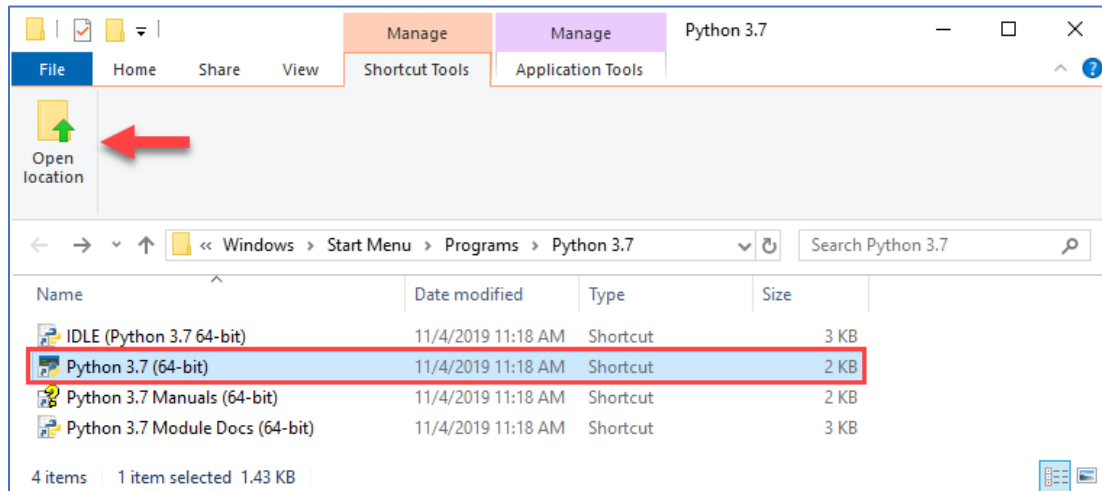 Manage Manage Python 3.7
File Home Share View Shortcut Tools Application Tools ?
Open
location
« Windows > Start Menu > Programs > Python 3.7 Search Python 3.7
Name Date modified Type Size
IDLE (Python 3.7 64-bit) 11/4/2019 11:18 AM Shortcut 3 KB
Python 3.7 (64-bit) 11/4/2019 11:18 AM Shortcut 2 KB
Python 3.7 Manuals (64-bit) 11/4/2019 11:18 AM Shortcut 2 KB
Python 3.7 Module Docs (64-bit) 11/4/2019 11:18 AM Shortcut 3 KB
4 items 1 item selected 1.43 KB